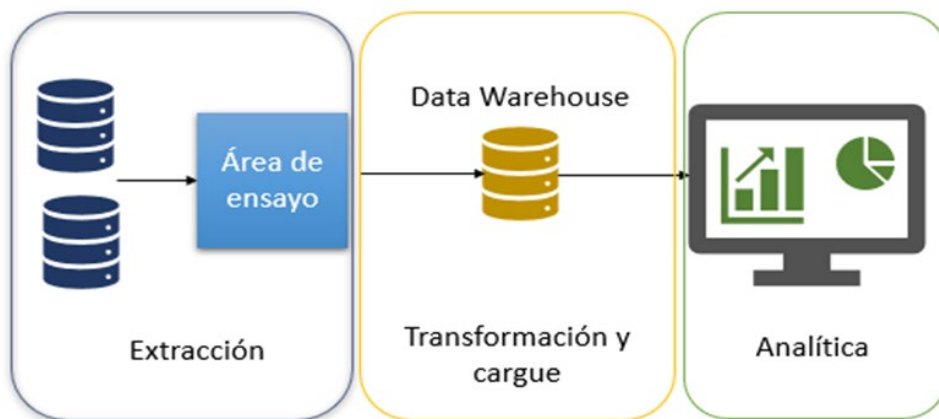 Área de
ensayo
Extracción
Data Warehouse
Transformación y
cargue
Analítica